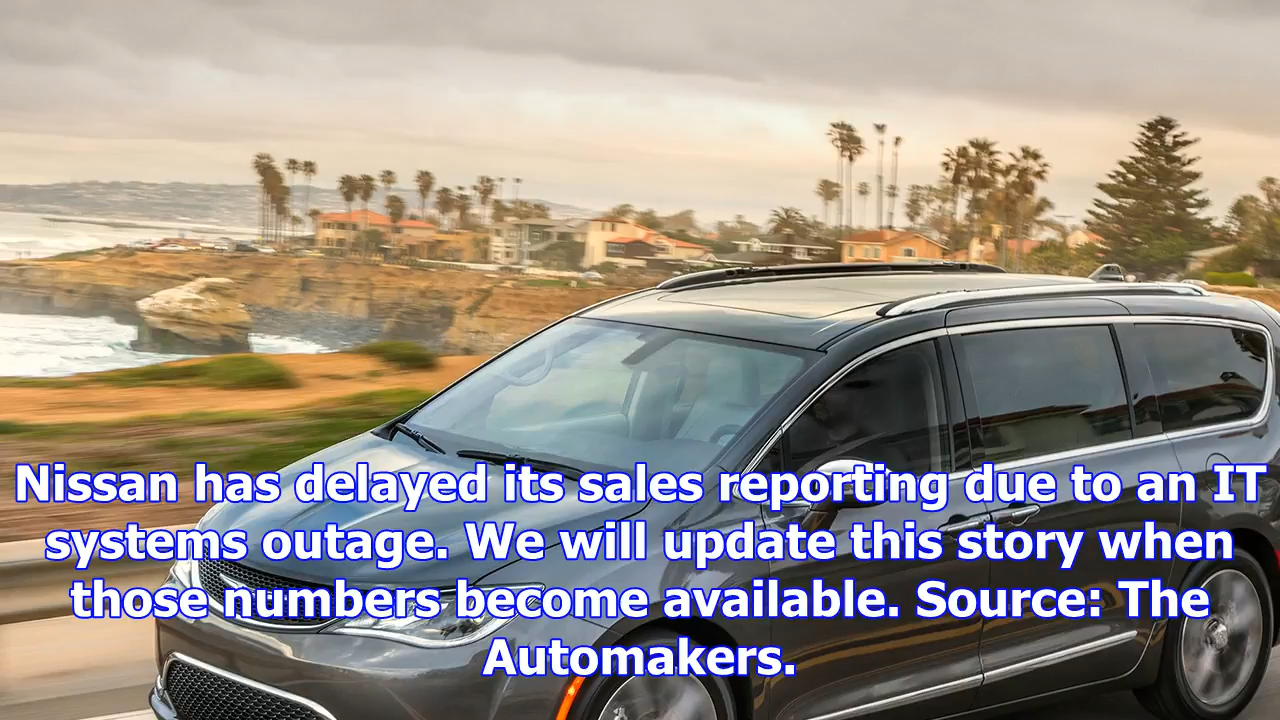 Nissan has delayed its sales reporting due to an IT
systems outage. We will update this story when
those numbers become available. Source: The
Automakers.